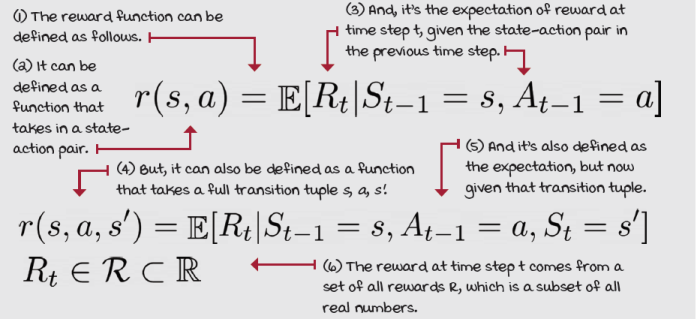 (1) The reward function can be
defined as follows.
(2) It can be
defined as a
function that
takes in a state-
action pair.
(3) And, it's the expectation of reward at
time step t, given the state-action pair in
the previous time step.
r(s, a) = 𝔼[R_t|S_{t−1} = s, A_{t−1} = a]
(4) But, it can also be defined as a function
that takes a full transition tuple s, a, s'.
(5) And it's also defined as
the expectation, but now
given that transition tuple.
r(s, a, s′) = 𝔼[R_t|S_{t−1} = s, A_{t−1} = a, S_t = s′]
R_t ∈ ℛ ⊂ ℝ
(6) The reward at time step t comes from a
set of all rewards R, which is a subset of all
real numbers.